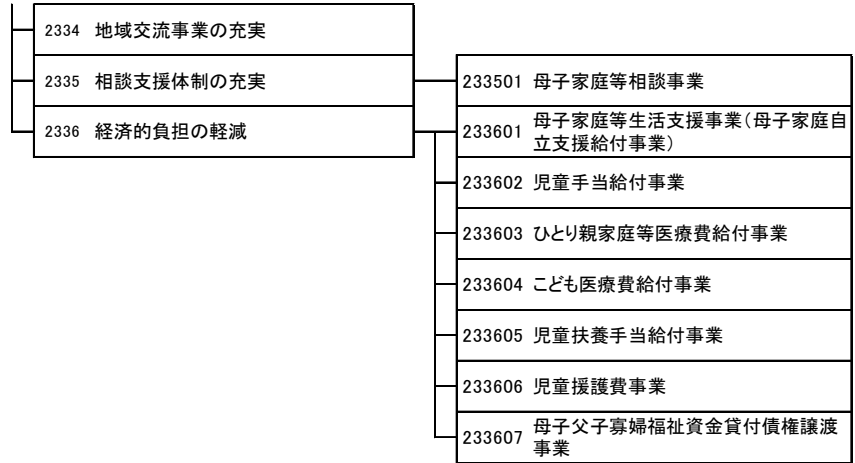 2334 地域交流事業の充実
2335 相談支援体制の充実
233501 母子家庭等相談事業
2336 経済的負担の軽減
233601 母子家庭等生活支援事業（母子家庭自
立支援給付事業）
233602 児童手当給付事業
233603 ひとり親家庭等医療費給付事業
233604 こども医療費給付事業
233605 児童扶養手当給付事業
233606 児童援護費事業
233607 母子父子寡婦福祉資金貸付債権譲渡
事業